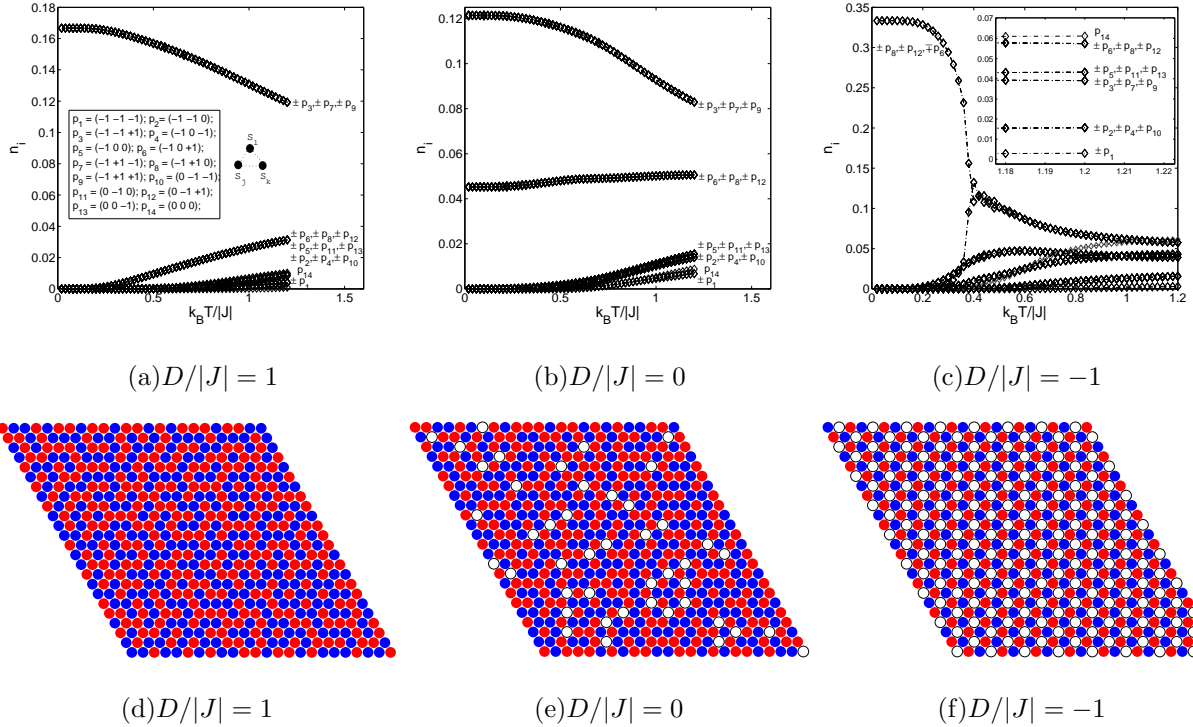 0.18
0.16
0.14
0.12
0.10
0.08
0.06
0.04
0.02
0
n_i
± p_3,± p_7,± p_9
p_1 = (−1 −1 −1); p_2= (−1 −1 0);
p_3 = (−1 −1 +1); p_4 = (−1 0 −1);
p_5 = (−1 0 0); p_6 = (−1 0 +1);
p_7 = (−1 +1 −1); p_8 = (−1 +1 0);
p_9 = (−1 +1 +1); p_10 = (0 −1 −1);
p_11 = (0 −1 0); p_12 = (0 −1 +1);
p_13 = (0 0 −1); p_14 = (0 0 0);
S_i
S_j
S_k
± p_6,± p_8,± p_12
± p_5,± p_11,± p_13
± p_2,± p_4,± p_10
p_14
± p_1
0
0.5
1
1.5
k_BT/|J|
0.12
0.1
0.08
0.06
0.04
0.02
0
n_i
± p_3,± p_7,± p_9
± p_6,± p_8,± p_12
± p_5,± p_11,± p_13
± p_2,± p_4,± p_10
p_14
± p_1
0
0.5
1
1.5
k_BT/|J|
0.35
0.30
0.25
0.20
0.15
0.1
0.05
0
n_i
± p_8,± p_12,∓ p_6
0.07
0.06
0.05
0.04
0.03
0.01
0
p_14
± p_6,± p_8,± p_12
± p_5,± p_11,± p_13
± p_3,± p_7,± p_9
± p_2,± p_4,± p_10
± p_1
1.18
1.19
1.20
1.21
1.22
0
0.2
0.4
0.6
0.8
1.0
1.2
k_BT/|J|
(a)D/|J| = 1
(b)D/|J| = 0
(c)D/|J| = −1
(d)D/|J| = 1
(e)D/|J| = 0
(f)D/|J| = −1